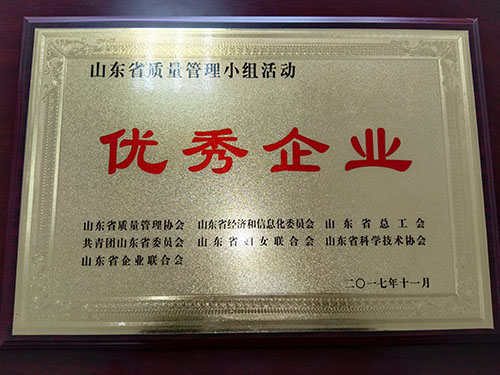 山东省质量管理小组活动
优秀企业
山东省质量管理协会 山东省经济和信息化委员会 山东省总工会
共青团山东省委员会 山东省妇女联合会 山东省科学技术协会
山东省企业联合会
二〇一七年十一月